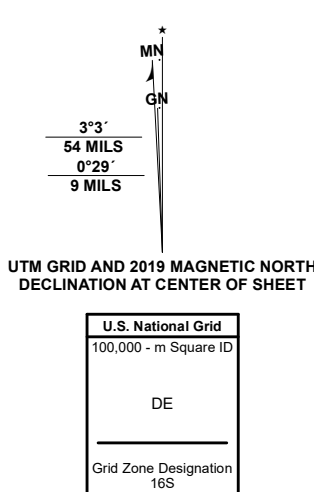 MN
GN
3°3´
54 MILS
0°29´
9 MILS
UTM GRID AND 2019 MAGNETIC NORTH
DECLINATION AT CENTER OF SHEET
U.S. National Grid
100,000 - m Square ID
DE
Grid Zone Designation
16S